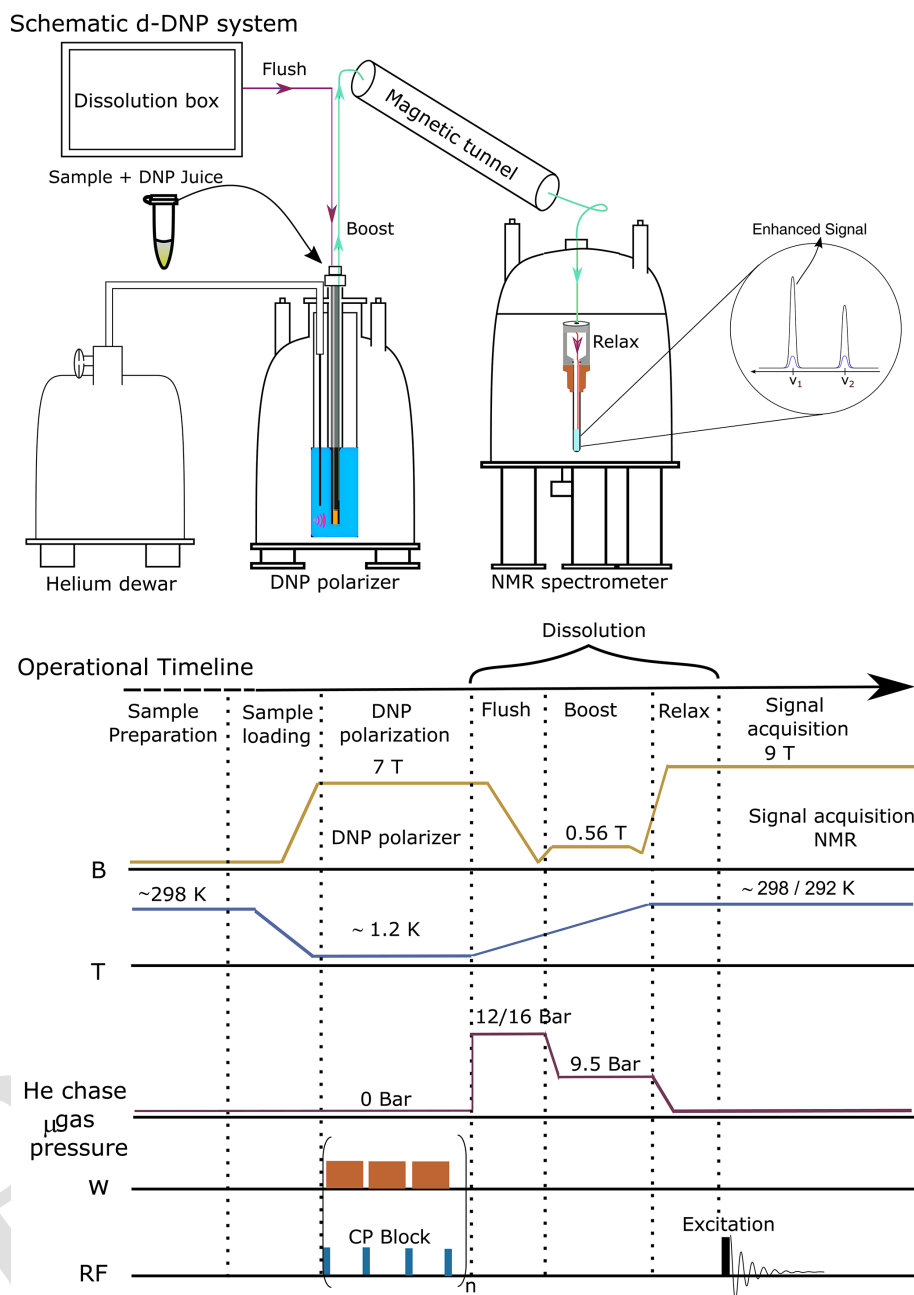 Schematic d-DNP system
Flush
Dissolution box
Magnetic tunnel
Sample + DNP Juice
Boost
Enhanced Signal
Relax
v1
v2
Helium dewar
DNP polarizer
NMR spectrometer
Dissolution
Operational Timeline
Sample
Preparation
Sample
loading
DNP
polarization
Flush
Boost
Relax
Signal
acquisition
7 T
9 T
DNP polarizer
0.56 T
Signal acquisition
NMR
B
~298 K
~ 1.2 K
~ 298 / 292 K
T
12/16 Bar
9.5 Bar
0 Bar
He chase
μgas
pressure
w
CP Block
Excitation
RF
n